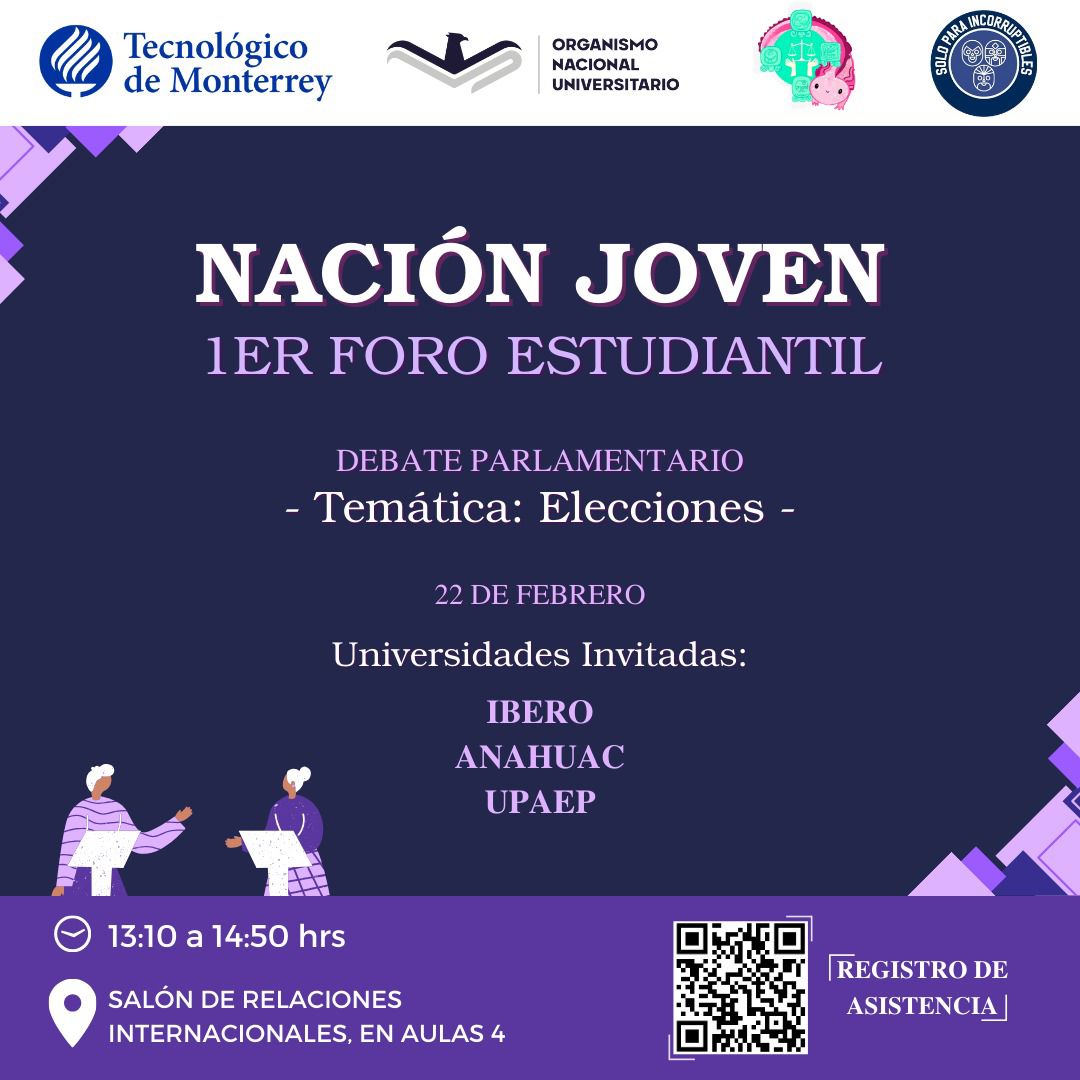 Tecnológico
de Monterrey
ORGANISMO
NACIONAL
UNIVERSITARIO
SOLO PARA INCORRUPTIBLES
NACIÓN JOVEN
1ER FORO ESTUDIANTIL
DEBATE PARLAMENTARIO
- Temática: Elecciones -
22 DE FEBRERO
Universidades Invitadas:
IBERO
ANAHUAC
UPAEP
13:10 a 14:50 hrs
SALÓN DE RELACIONES
INTERNACIONALES, EN AULAS 4
REGISTRO DE
ASISTENCIA